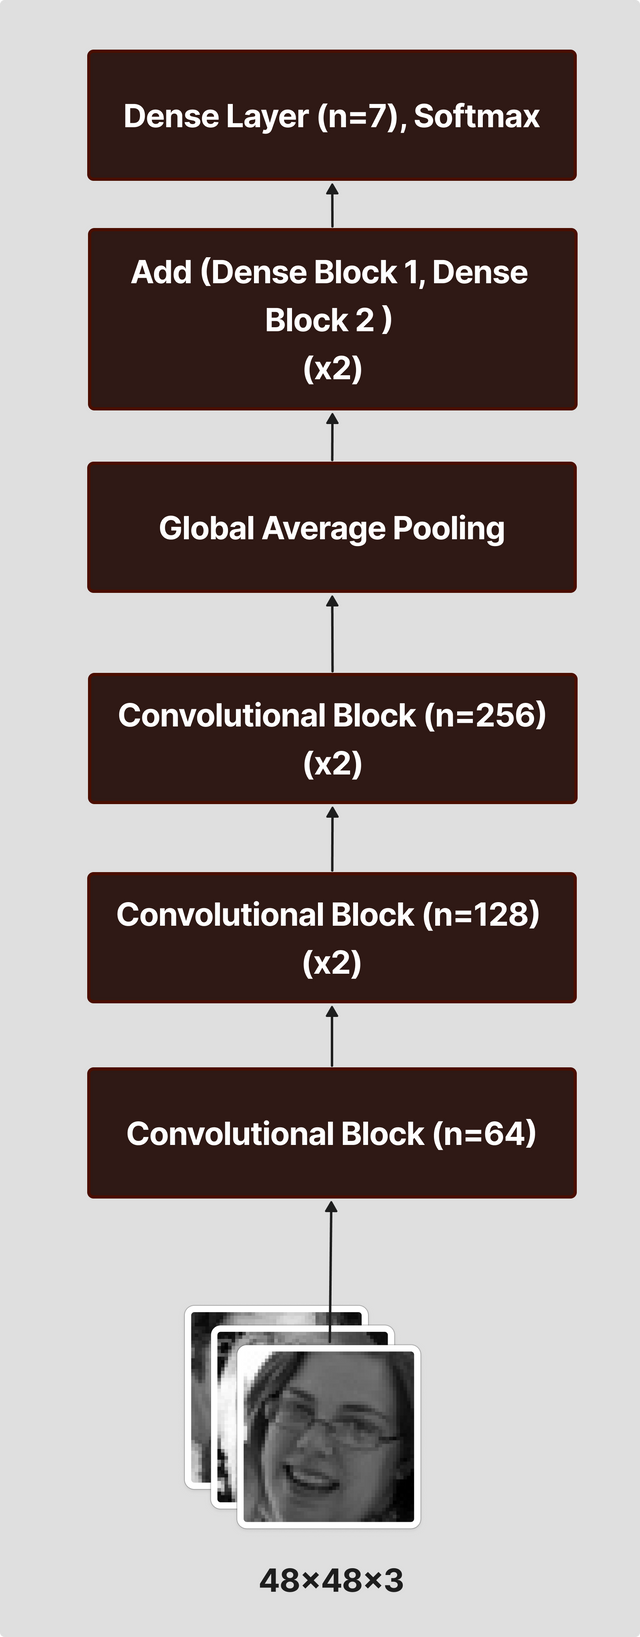 Dense Layer (n=7), Softmax
Add (Dense Block 1, Dense
Block 2 )
(x2)
Global Average Pooling
Convolutional Block (n=256)
(x2)
Convolutional Block (n=128)
(x2)
Convolutional Block (n=64)
48×48×3